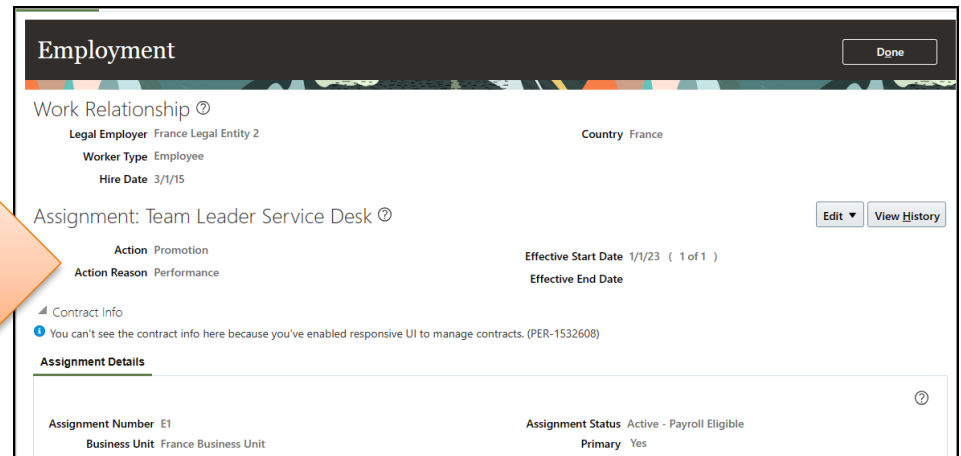 Employment
Done
Work Relationship ?
Legal Employer France Legal Entity 2
Country France
Worker Type Employee
Hire Date 3/1/15
Assignment: Team Leader Service Desk ?
Edit ▼ View History
Action Promotion
Effective Start Date 1/1/23 ( 1 of 1 )
Action Reason Performance
Effective End Date
Contract Info
You can't see the contract info here because you've enabled responsive UI to manage contracts. (PER-1532608)
Assignment Details
?
Assignment Number E1
Assignment Status Active - Payroll Eligible
Business Unit France Business Unit
Primary Yes